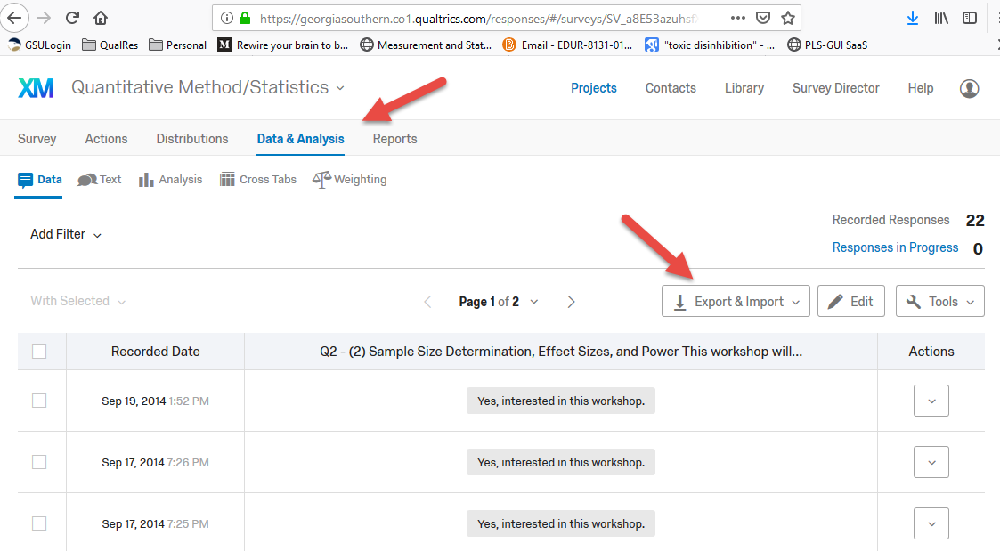 https://georgiasouthern.co1.qualtrics.com/responses/#/surveys/SV_a8E53azuhsf
GSULogin QualRes Personal M Rewire your brain to b... Measurement and Stat... Email - EDUR-8131-01... "toxic disinhibition" - ... PLS-GUI SaaS
XM Quantitative Method/Statistics Projects Contacts Library Survey Director Help
Survey Actions Distributions Data & Analysis Reports
Data Text Analysis Cross Tabs Weighting
Recorded Responses 22
Add Filter
Responses in Progress 0
With Selected Page 1 of 2 Export & Import Edit Tools
Recorded Date Q2 - (2) Sample Size Determination, Effect Sizes, and Power This workshop will... Actions
Sep 19, 2014 1:52 PM Yes, interested in this workshop.
Sep 17, 2014 7:26 PM Yes, interested in this workshop.
Sep 17, 2014 7:25 PM Yes, interested in this workshop.